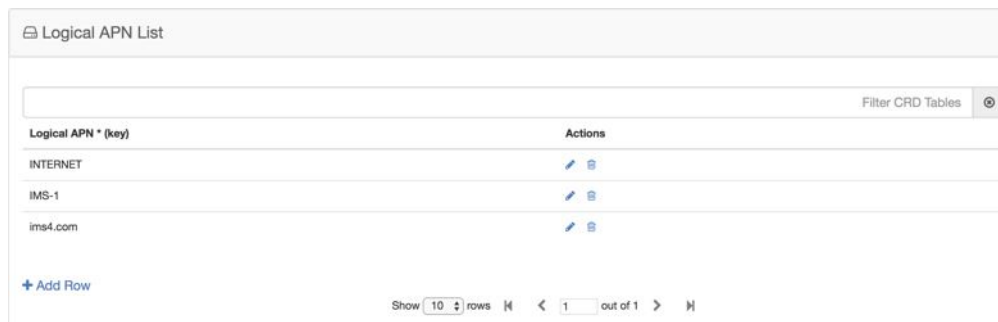 Logical APN List
Filter CRD Tables
Logical APN * (key) Actions
INTERNET
IMS-1
ims4.com
+ Add Row
Show 10 rows 1 out of 1